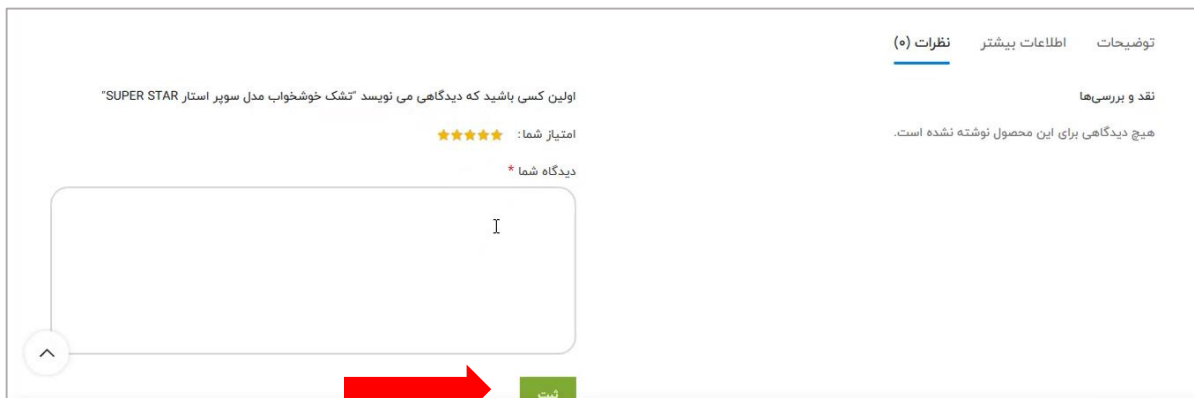 توضیحات اطلاعات بیشتر نظرات (۰)
نقد و بررسی‌ها
هیچ دیدگاهی برای این محصول نوشته نشده است.
اولین کسی باشید که دیدگاهی می نویسد "تشک خوشخواب مدل سوپر استار SUPER STAR"
امتیاز شما:
دیدگاه شما *
ثبت